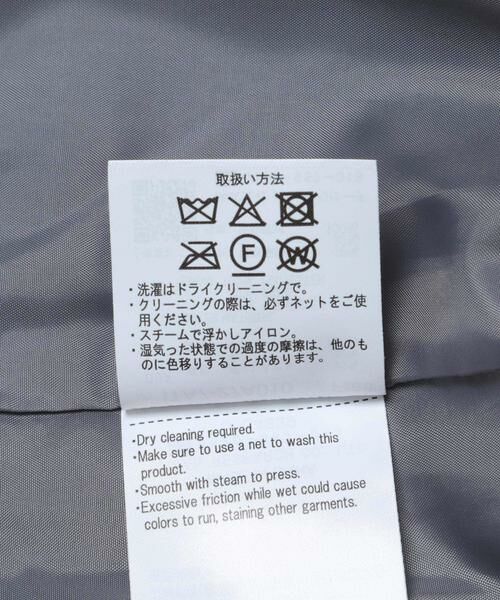 取扱い方法
F W
・洗濯はドライクリーニングで。
・クリーニングの際は、必ずネットをご使
用ください。
・スチームで浮かしアイロン。
・湿気った状態での過度の摩擦は、他のも
のに色移りすることがあります。
・Dry cleaning required.
・Make sure to use a net to wash this
product.
・Smooth with steam to press.
・Excessive friction while wet could cause
colors to run, staining other garments.